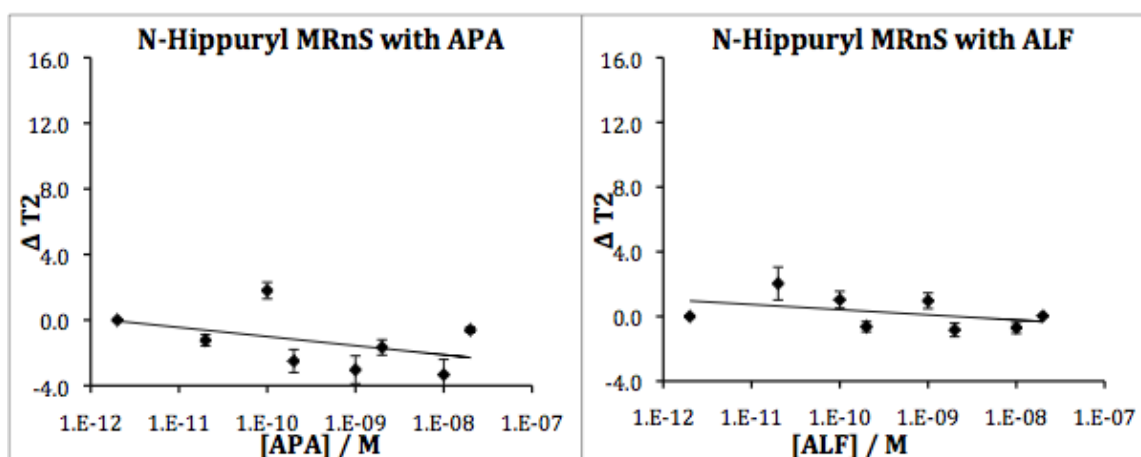 N-Hippuryl MRnS with APA
16.0
12.0
8.0
4.0
0.0
-4.0
Δ T2
1.E-12 1.E-11 1.E-10 1.E-09 1.E-08 1.E-07
[APA] / M
N-Hippuryl MRnS with ALF
16.0
12.0
8.0
4.0
0.0
-4.0
Δ T2
1.E-12 1.E-11 1.E-10 1.E-09 1.E-08 1.E-07
[ALF] / M